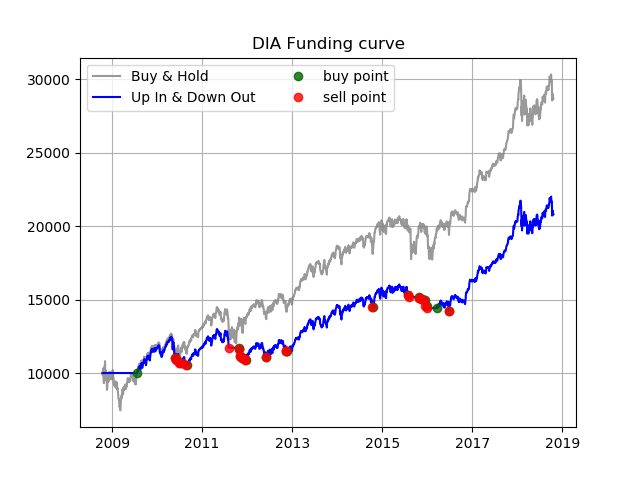 DIA Funding curve
Buy & Hold
Up In & Down Out
buy point
sell point
30000
25000
20000
15000
10000
2009 2011 2013 2015 2017 2019